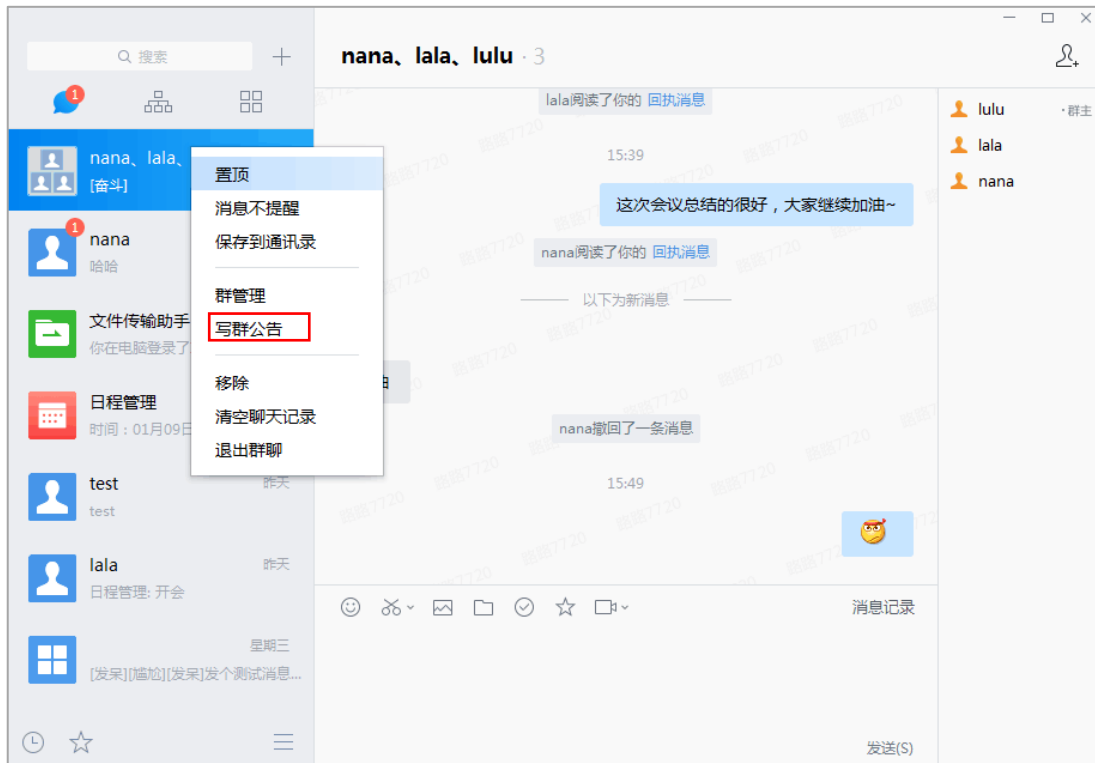 搜索
1
nana、lala、
[奋斗]
1
nana
哈哈
文件传输助手
你在电脑登录了
日程管理
时间：01月09日
test
昨天
test
lala
昨天
日程管理: 开会
星期三
[发呆][尴尬][发呆]发个测试消息...
置顶
消息不提醒
保存到通讯录
群管理
写群公告
移除
清空聊天记录
退出群聊
nana、lala、lulu · 3
lala阅读了你的 回执消息
15:39
这次会议总结的很好，大家继续加油~
nana阅读了你的 回执消息
以下为新消息
nana撤回了一条消息
15:49
消息记录
发送(S)
lulu
·群主
lala
nana